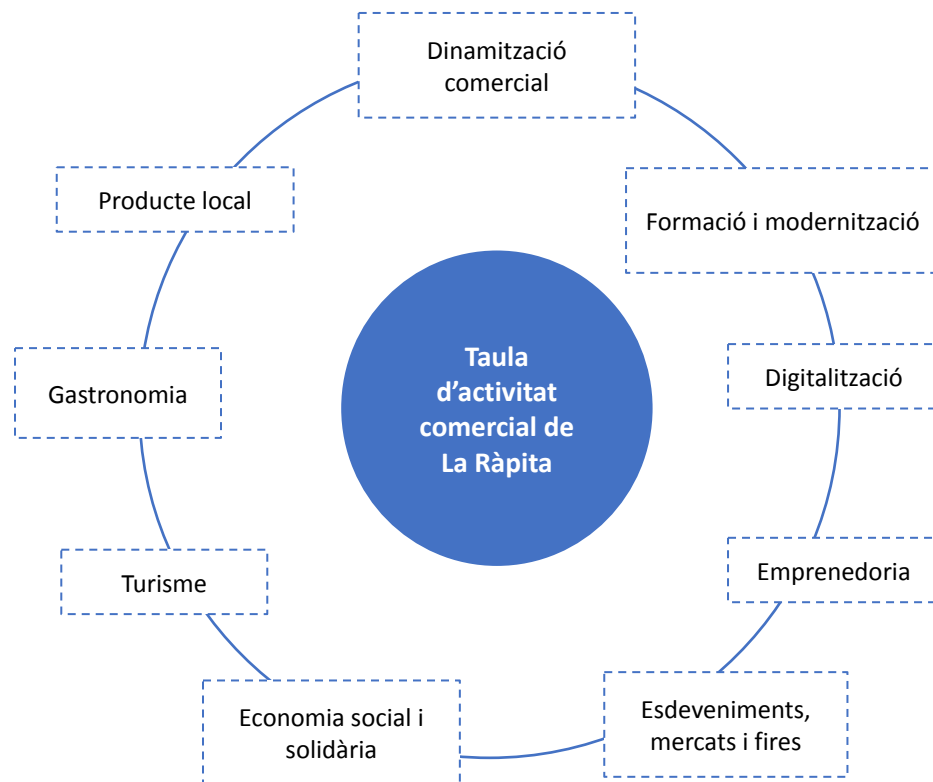 Dinamització
comercial
Producte local
Formació i modernització
Taula
d’activitat
comercial de
La Ràpita
Gastronomia
Digitalització
Turisme
Emprenedoria
Economia social i
solidària
Esdeveniments,
mercats i fires